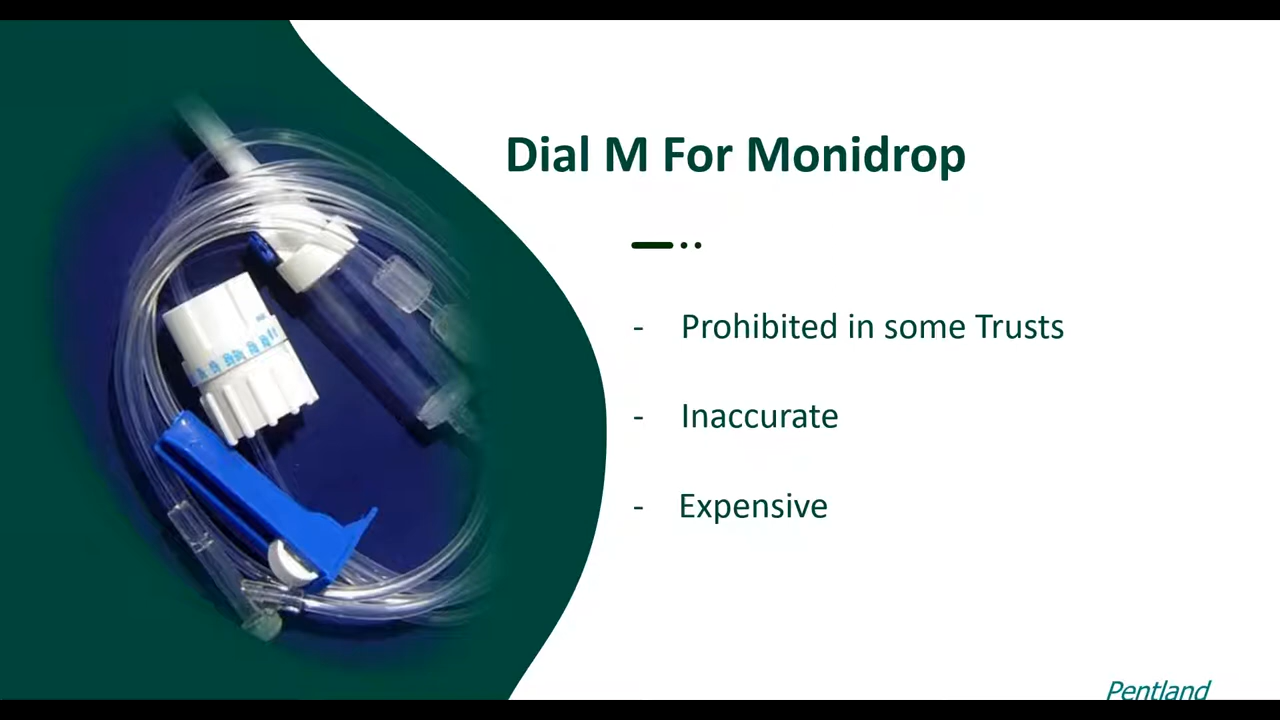 Dial M For Monidrop
- Prohibited in some Trusts
- Inaccurate
- Expensive
Pentland